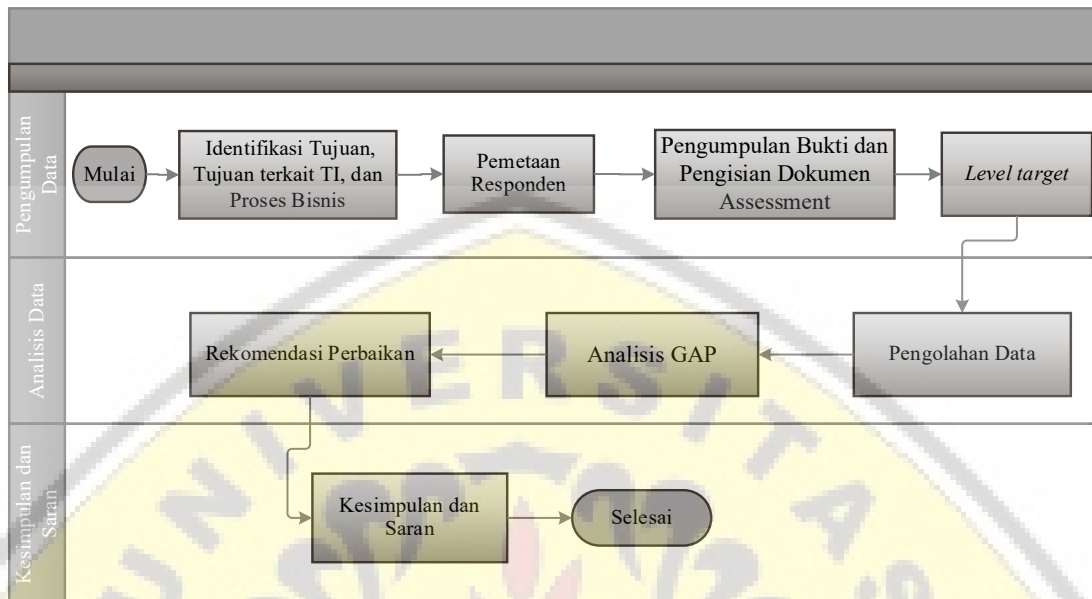 Pengumpulan
Data
Mulai
Identifikasi Tujuan,
Tujuan terkait TI, dan
Proses Bisnis
Pemetaan
Responden
Pengumpulan Bukti dan
Pengisian Dokumen
Assessment
Level target
Analisis Data
Pengolahan Data
Analisis GAP
Rekomendasi Perbaikan
Kesimpulan dan
Saran
Kesimpulan dan
Saran
Selesai
UNIVERSITAS